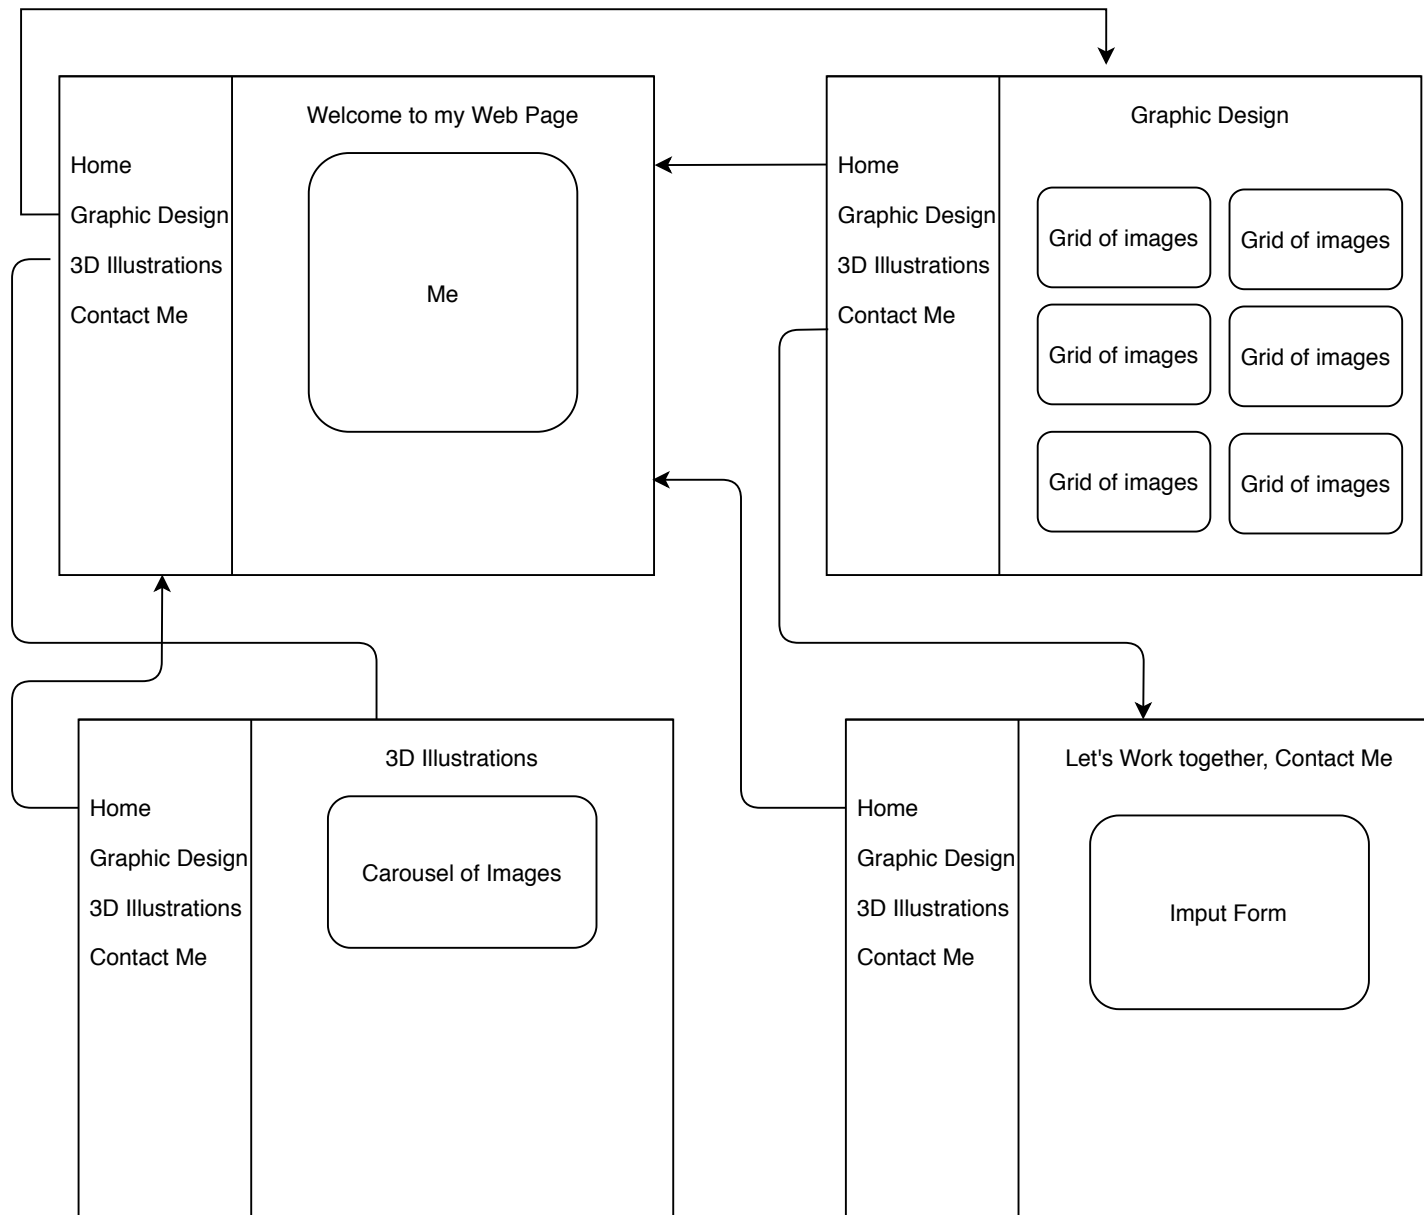 Welcome to my Web Page
Home
Graphic Design
3D Illustrations
Contact Me
Me
Graphic Design
Home
Graphic Design
3D Illustrations
Contact Me
Grid of images
Grid of images
Grid of images
Grid of images
Grid of images
Grid of images
3D Illustrations
Home
Graphic Design
3D Illustrations
Contact Me
Carousel of Images
Let's Work together, Contact Me
Home
Graphic Design
3D Illustrations
Contact Me
Imput Form